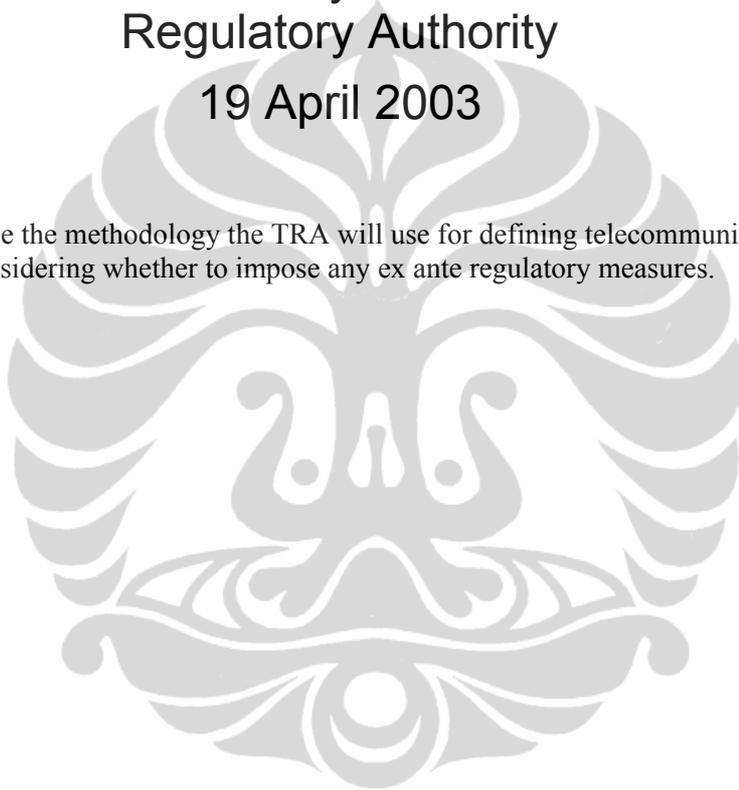 Regulatory Authority
19 April 2003
e the methodology the TRA will use for defining telecommuni
sidering whether to impose any ex ante regulatory measures.